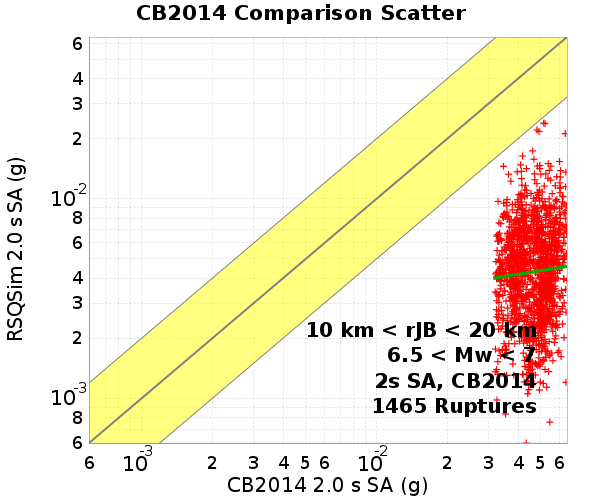 CB2014 Comparison Scatter
6
4
3
2
10-2
8
6
4
3
2
10-3
8
6
RSQSim 2.0 s SA (g)
10 km < rJB < 20 km
6.5 < Mw < 7
2s SA, CB2014
1465 Ruptures
6 10-3 2 3 4 5 6 10-2 2 3 4 5 6
CB2014 2.0 s SA (g)